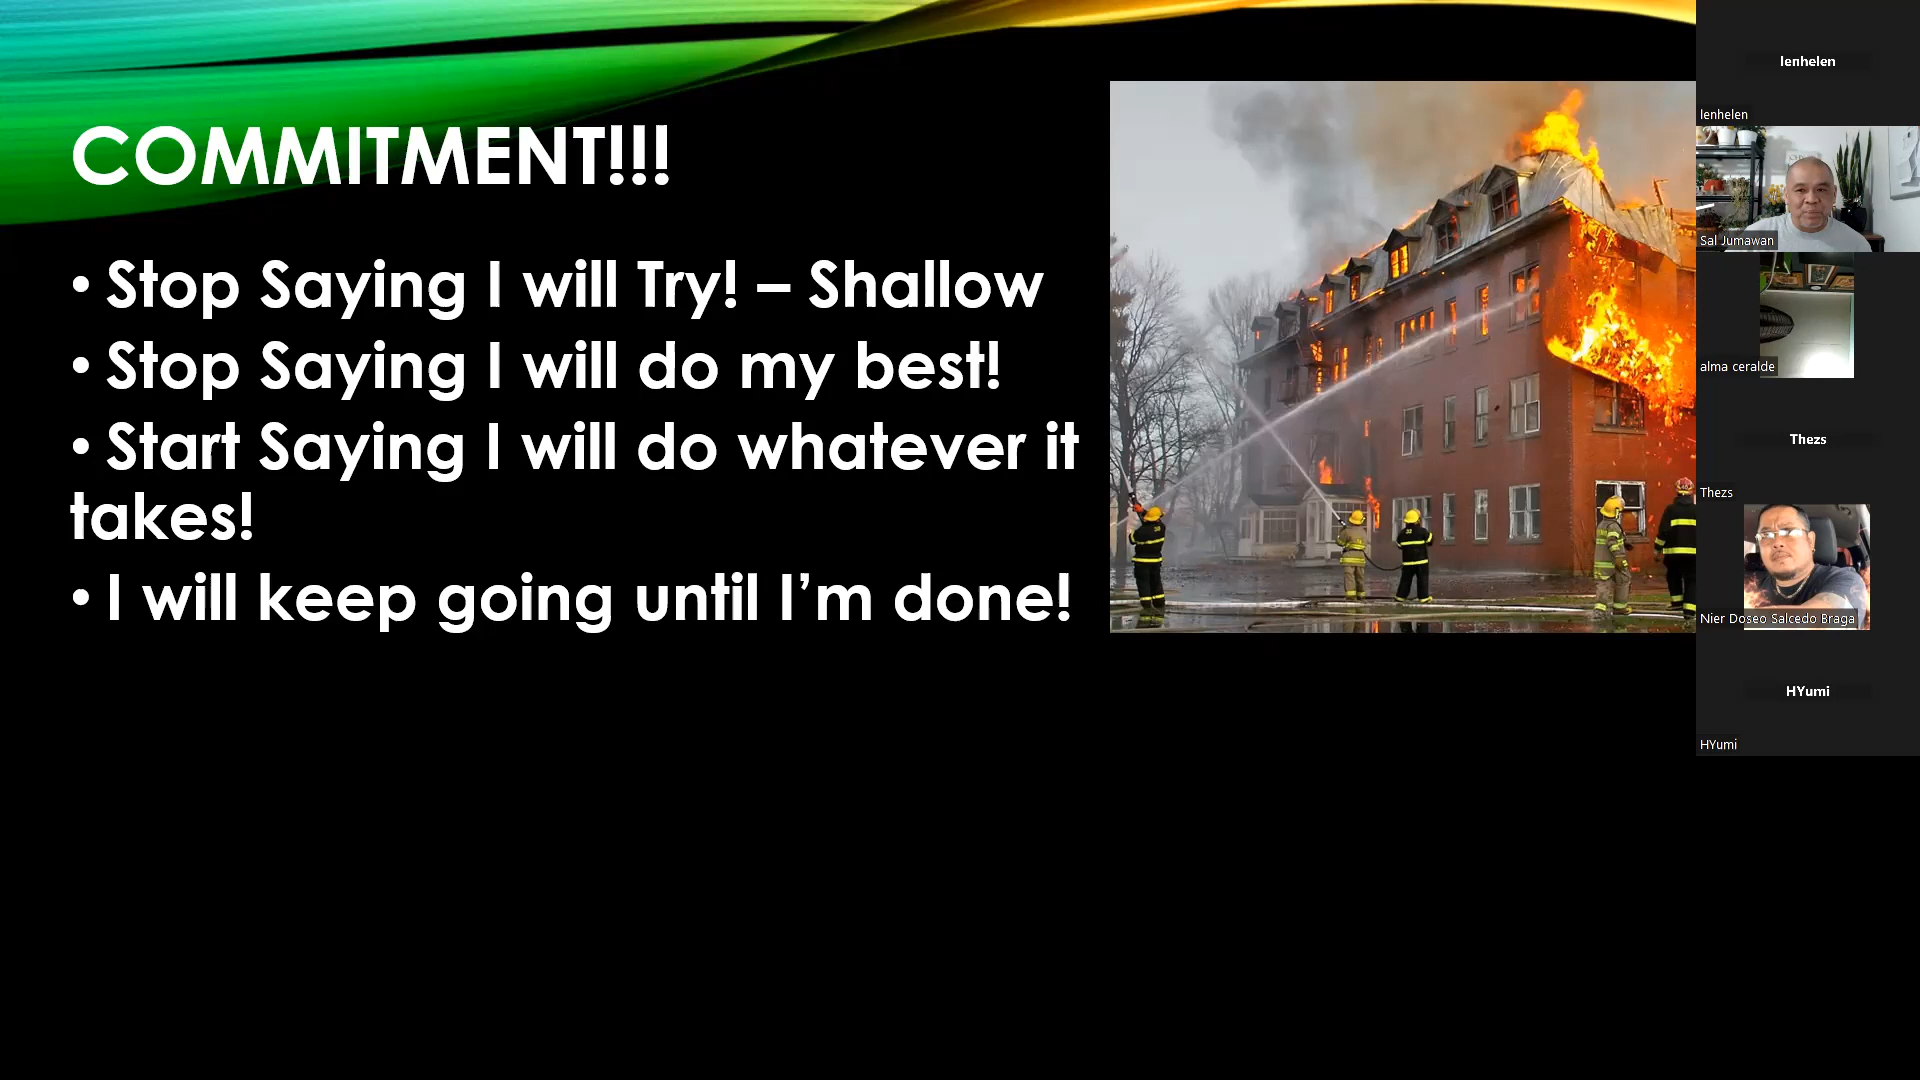 COMMITMENT!!!
• Stop Saying I will Try! – Shallow
• Stop Saying I will do my best!
• Start Saying I will do whatever it
takes!
• I will keep going until I’m done!
lenhelen
lenhelen
Sal Jumawan
alma ceralde
Thezs
Thezs
Nier Doseo Salcedo Braga
HYumi
HYumi